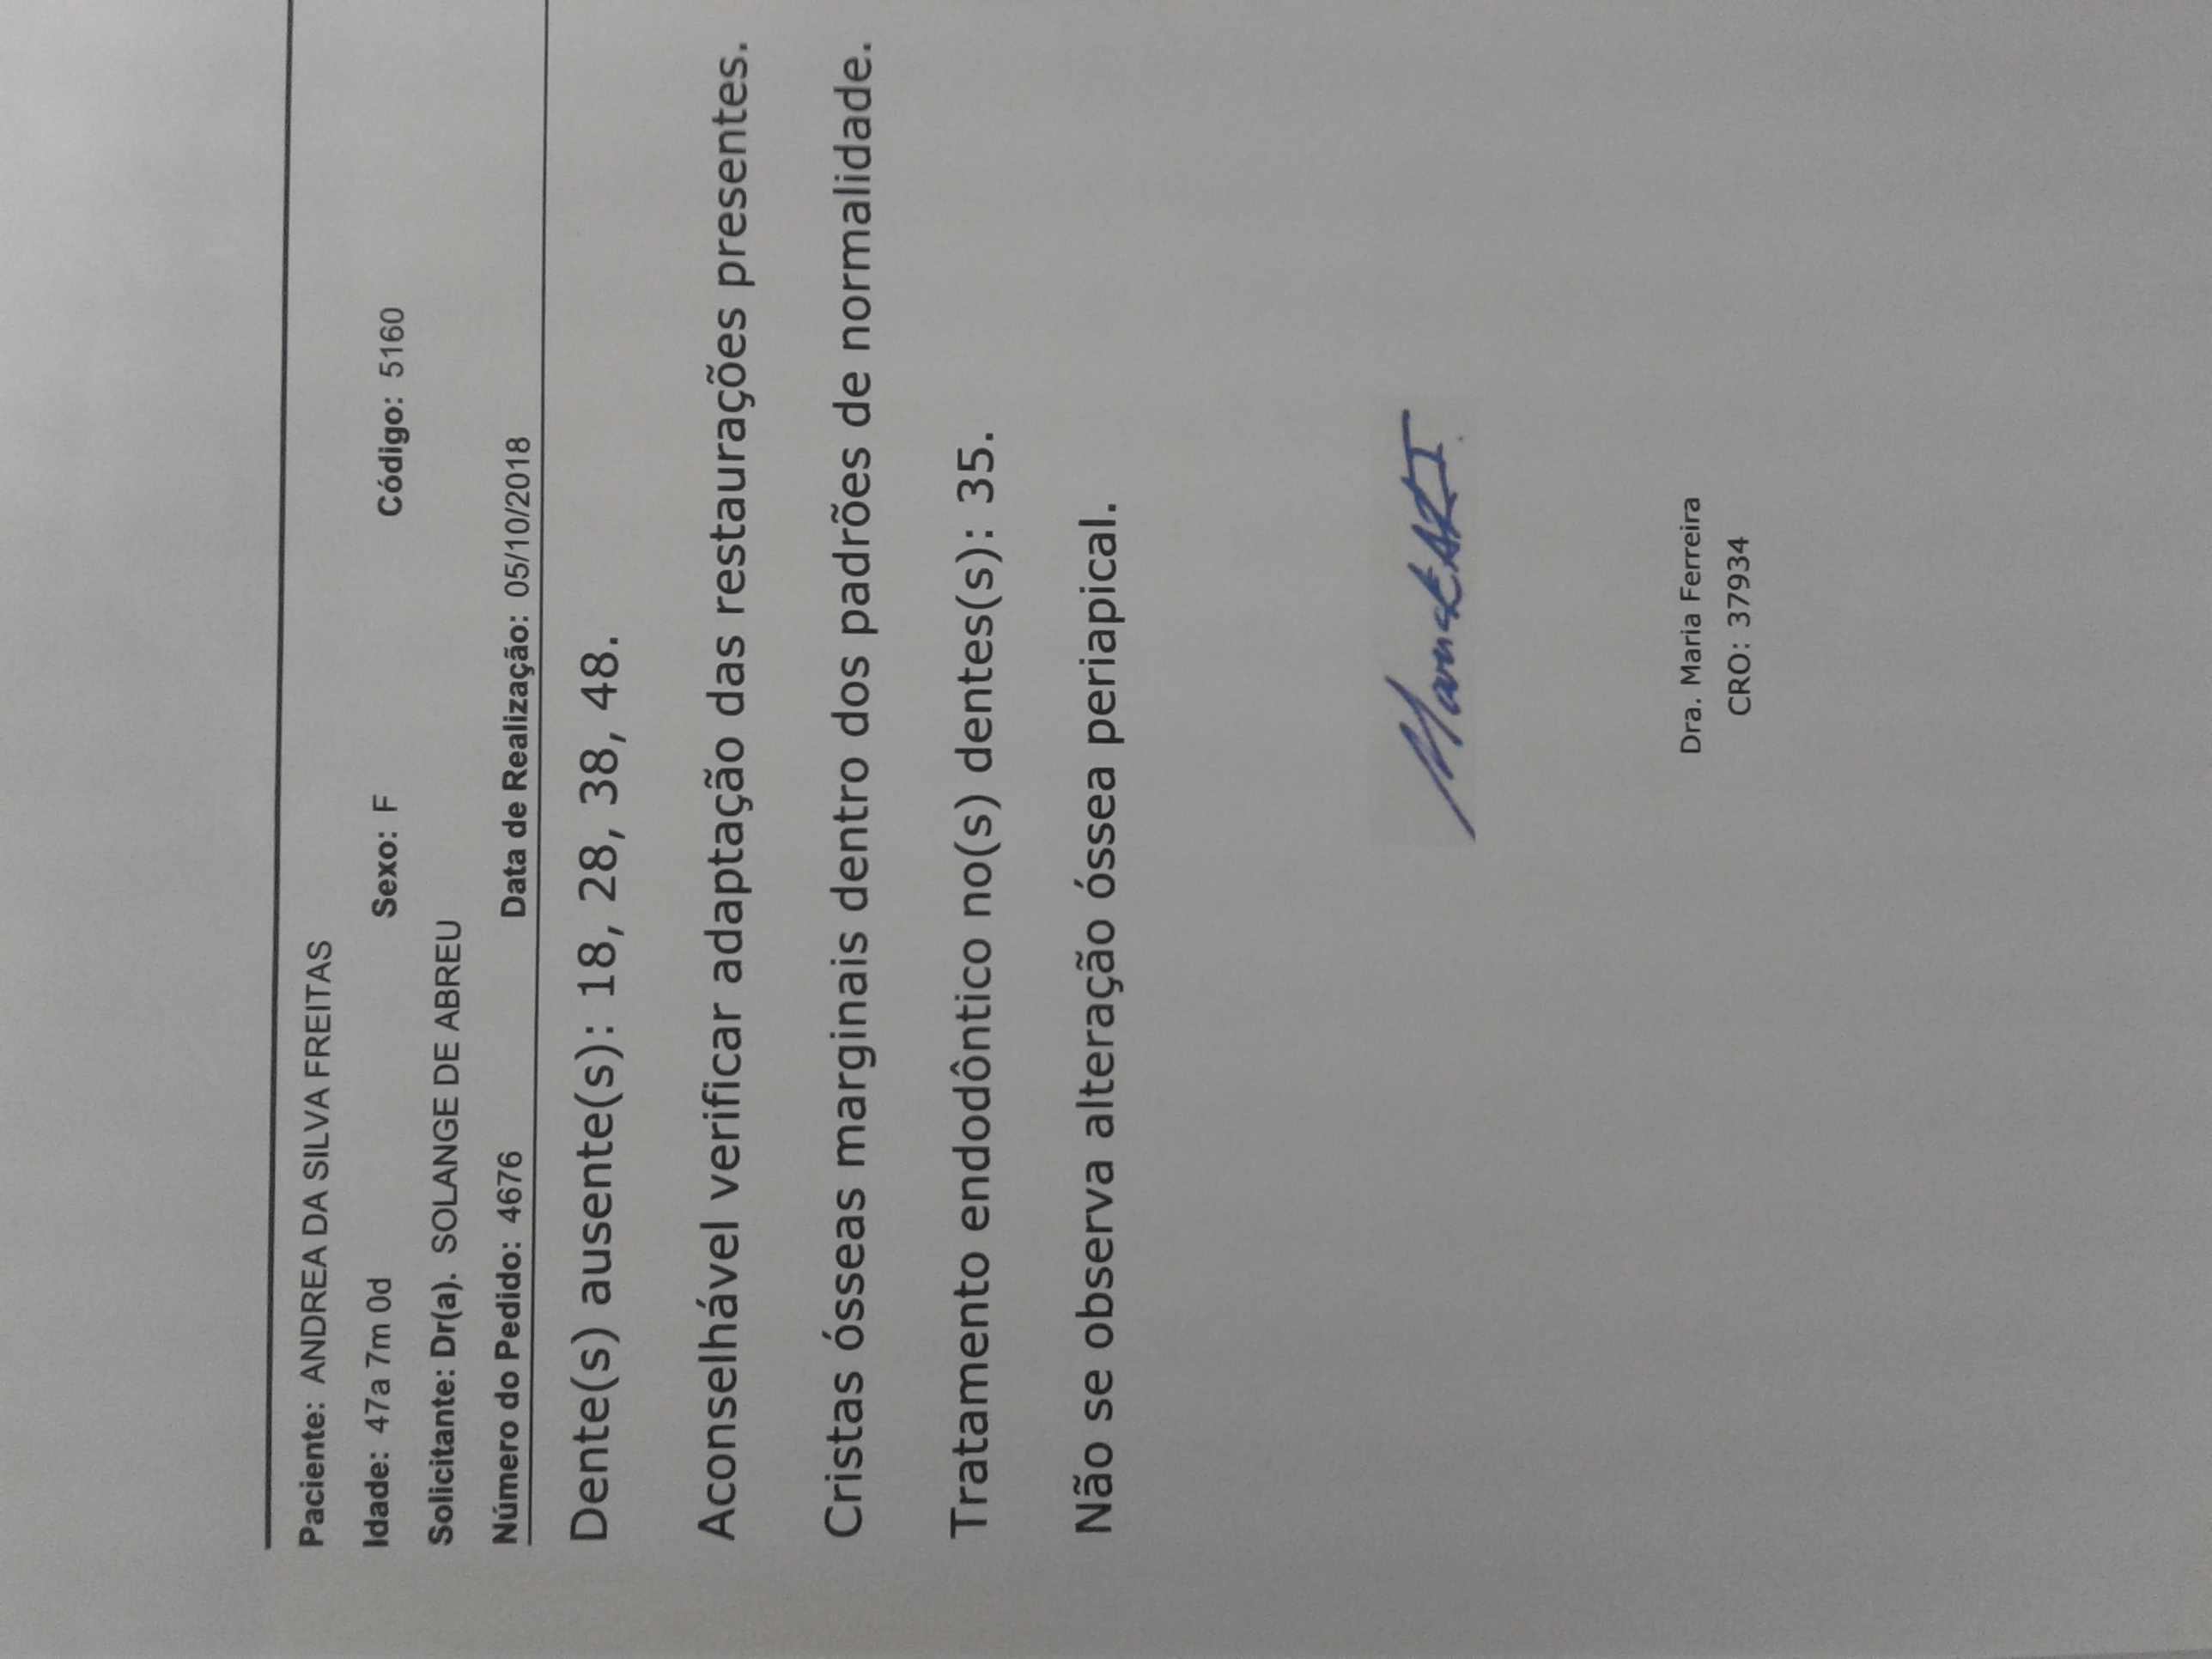 Paciente: ANDREA DA SILVA FREITAS
Idade: 47a 7m 0d Sexo: F Código: 5160
Solicitante: Dr(a). SOLANGE DE ABREU
Número do Pedido: 4676 Data de Realização: 05/10/2018
Dente(s) ausente(s): 18, 28, 38, 48.
Aconselhável verificar adaptação das restaurações presentes.
Cristas ósseas marginais dentro dos padrões de normalidade.
Tratamento endodôntico no(s) dentes(s): 35.
Não se observa alteração óssea periapical.
Dra. Maria Ferreira
CRO: 37934